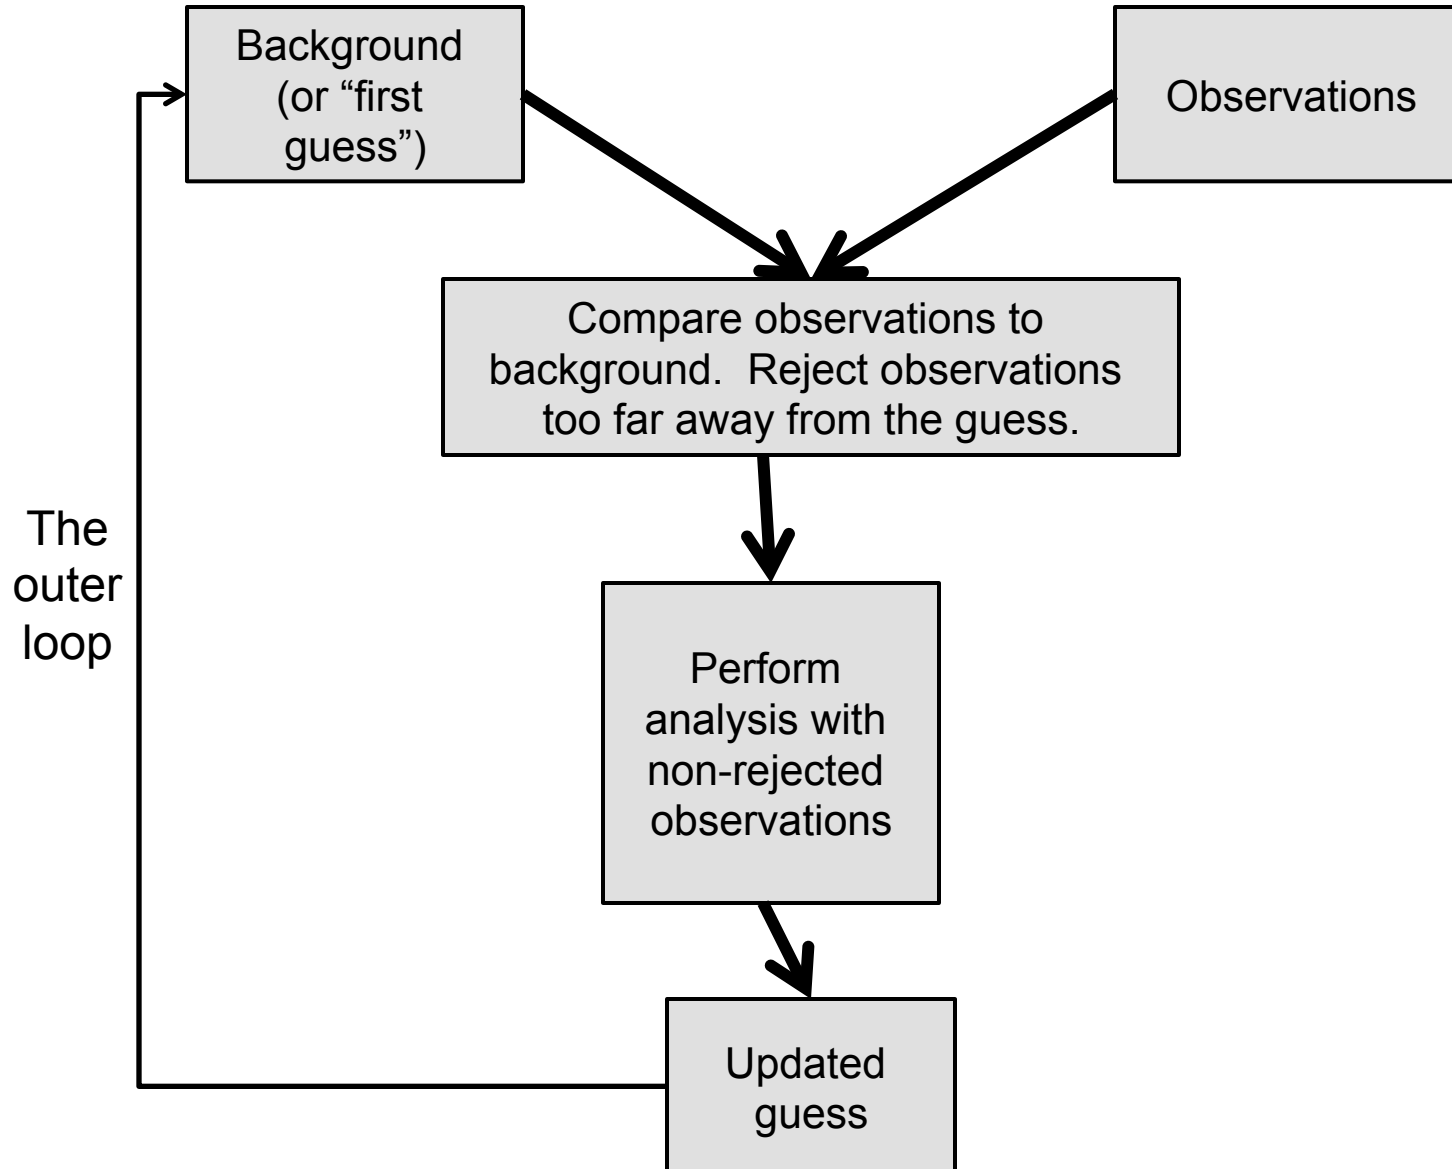 Background
(or “first
guess”)
Observations
Compare observations to
background.  Reject observations
too far away from the guess.
The
outer
loop
Perform
analysis with
non-rejected
observations
Updated
guess